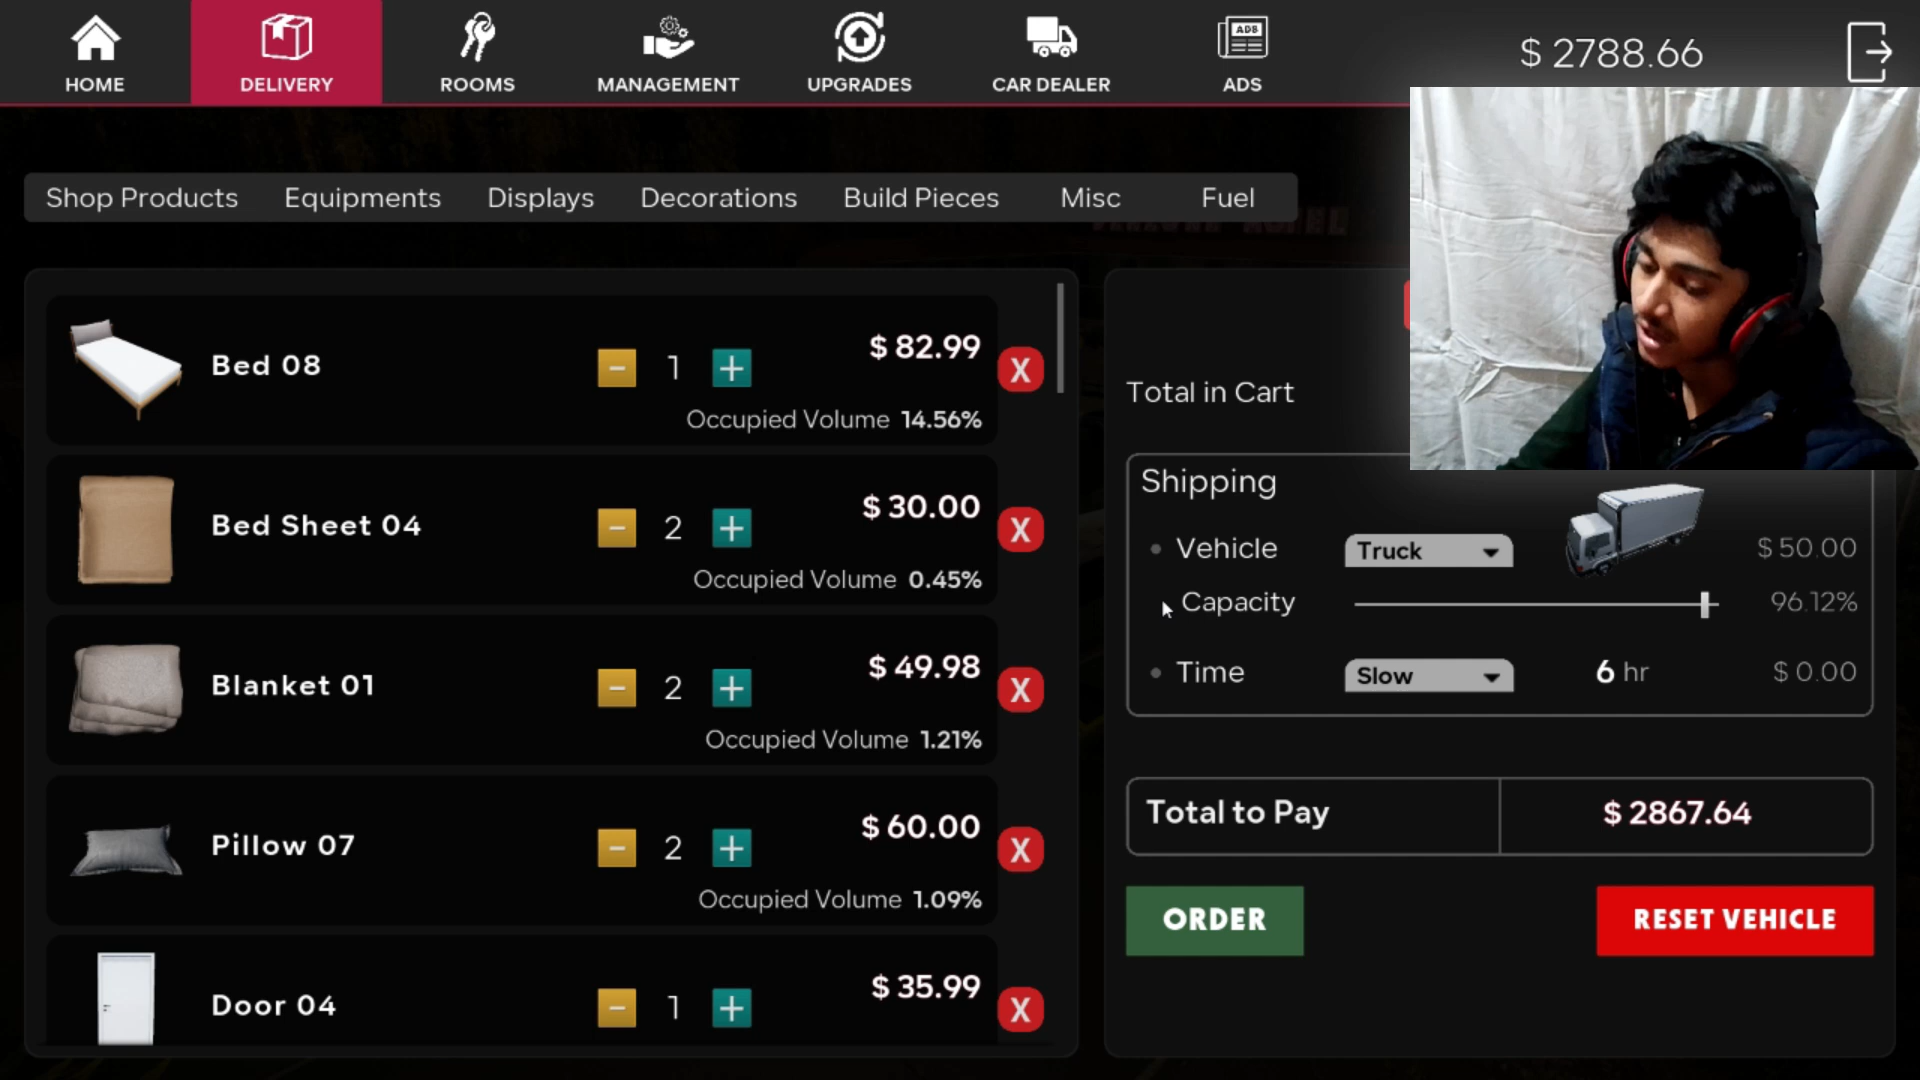 HOME
DELIVERY
ROOMS
MANAGEMENT
UPGRADES
CAR DEALER
ADS
ADS
$ 2788.66
Shop Products
Equipments
Displays
Decorations
Build Pieces
Misc
Fuel
Bed 08
- 1 +
$ 82.99
X
Occupied Volume 14.56%
Bed Sheet 04
- 2 +
$ 30.00
X
Occupied Volume 0.45%
Blanket 01
- 2 +
$ 49.98
X
Occupied Volume 1.21%
Pillow 07
- 2 +
$ 60.00
X
Occupied Volume 1.09%
Door 04
- 1 +
$ 35.99
X
Total in Cart
Shipping
Vehicle
Truck
$ 50.00
Capacity
96.12%
Time
Slow
6 hr
$ 0.00
Total to Pay
$ 2867.64
ORDER
RESET VEHICLE